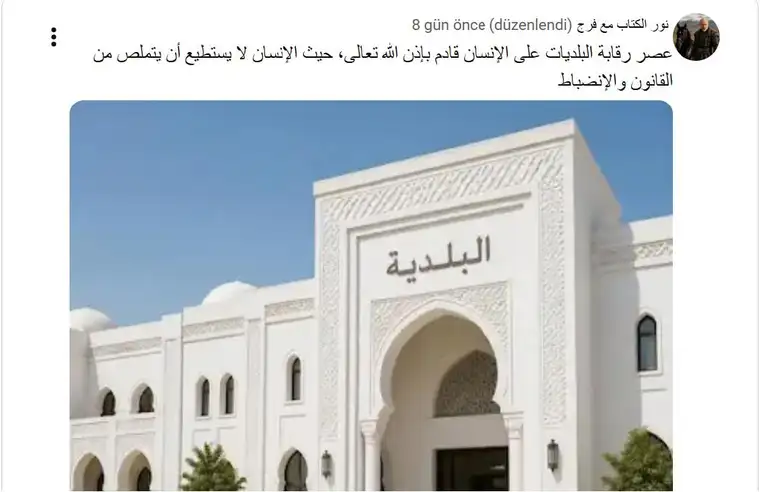 نور الكتاب مع فرج 8 gün önce (düzenlendi)
عصر رقابة البلديات على الإنسان قادم بإذن الله تعالى، حيث الإنسان لا يستطيع أن يتملص من
القانون والإنضباط
البلدية